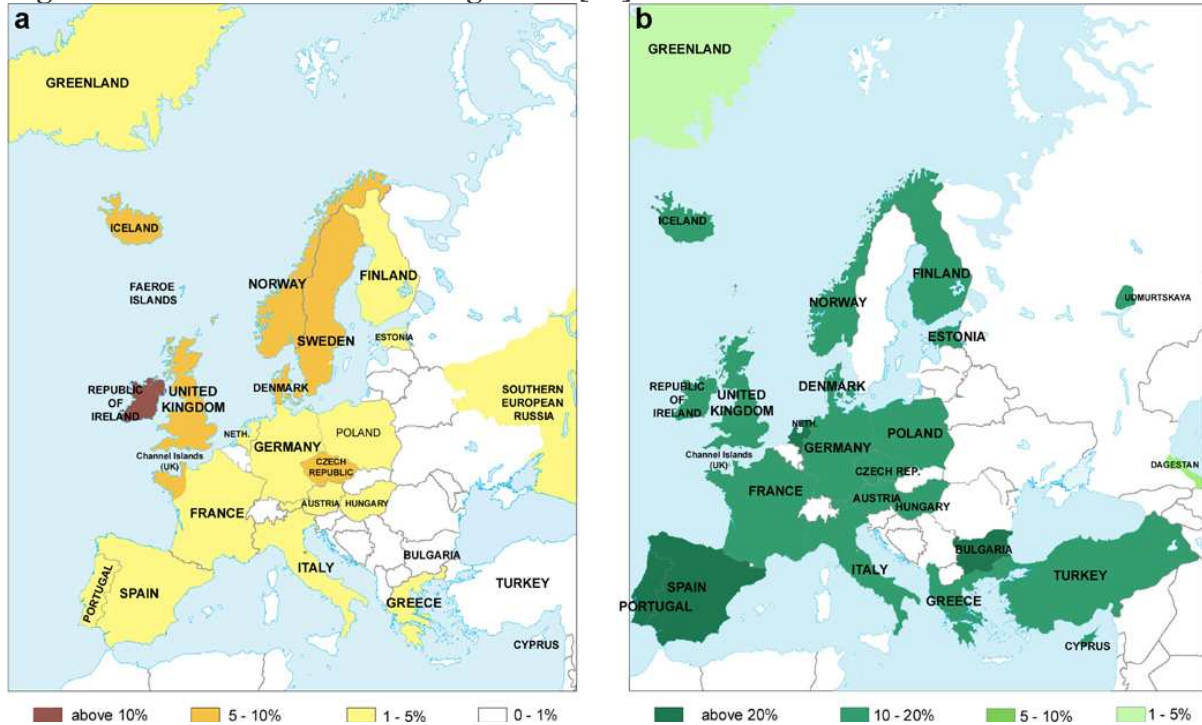 a
GREENLAND
ICELAND
FAEROE
ISLANDS
NORWAY
FINLAND
SWEDEN
ESTONIA
REPUBLIC
OF
IRELAND
UNITED
KINGDOM
DENMARK
SOUTHERN
EUROPEAN
RUSSIA
NETH.
GERMANY
POLAND
Channel Islands
(UK)
CZECH
REPUBLIC
FRANCE
AUSTRIA
HUNGARY
BULGARIA
ITALY
PORTUGAL
SPAIN
GREECE
TURKEY
CYPRUS
above 10%
5 - 10%
1 - 5%
0 - 1%
b
GREENLAND
ICELAND
FINLAND
NORWAY
UDMURTSKAYA
ESTONIA
REPUBLIC
OF
IRELAND
UNITED
KINGDOM
DENMARK
NETH.
GERMANY
POLAND
Channel Islands
(UK)
CZECH REP.
DAGESTAN
FRANCE
AUSTRIA
HUNGARY
BULGARIA
ITALY
SPAIN
PORTUGAL
GREECE
TURKEY
CYPRUS
above 20%
10 - 20%
5 - 10%
1 - 5%